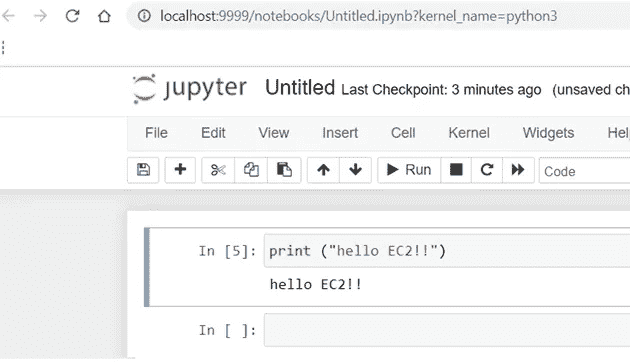 localhost:9999/notebooks/Untitled.ipynb?kernel_name=python3
jupyter Untitled Last Checkpoint: 3 minutes ago (unsaved ch
File Edit View Insert Cell Kernel Widgets Hel
Run Code
In [5]: print ("hello EC2!!")
hello EC2!!
In [ ]: